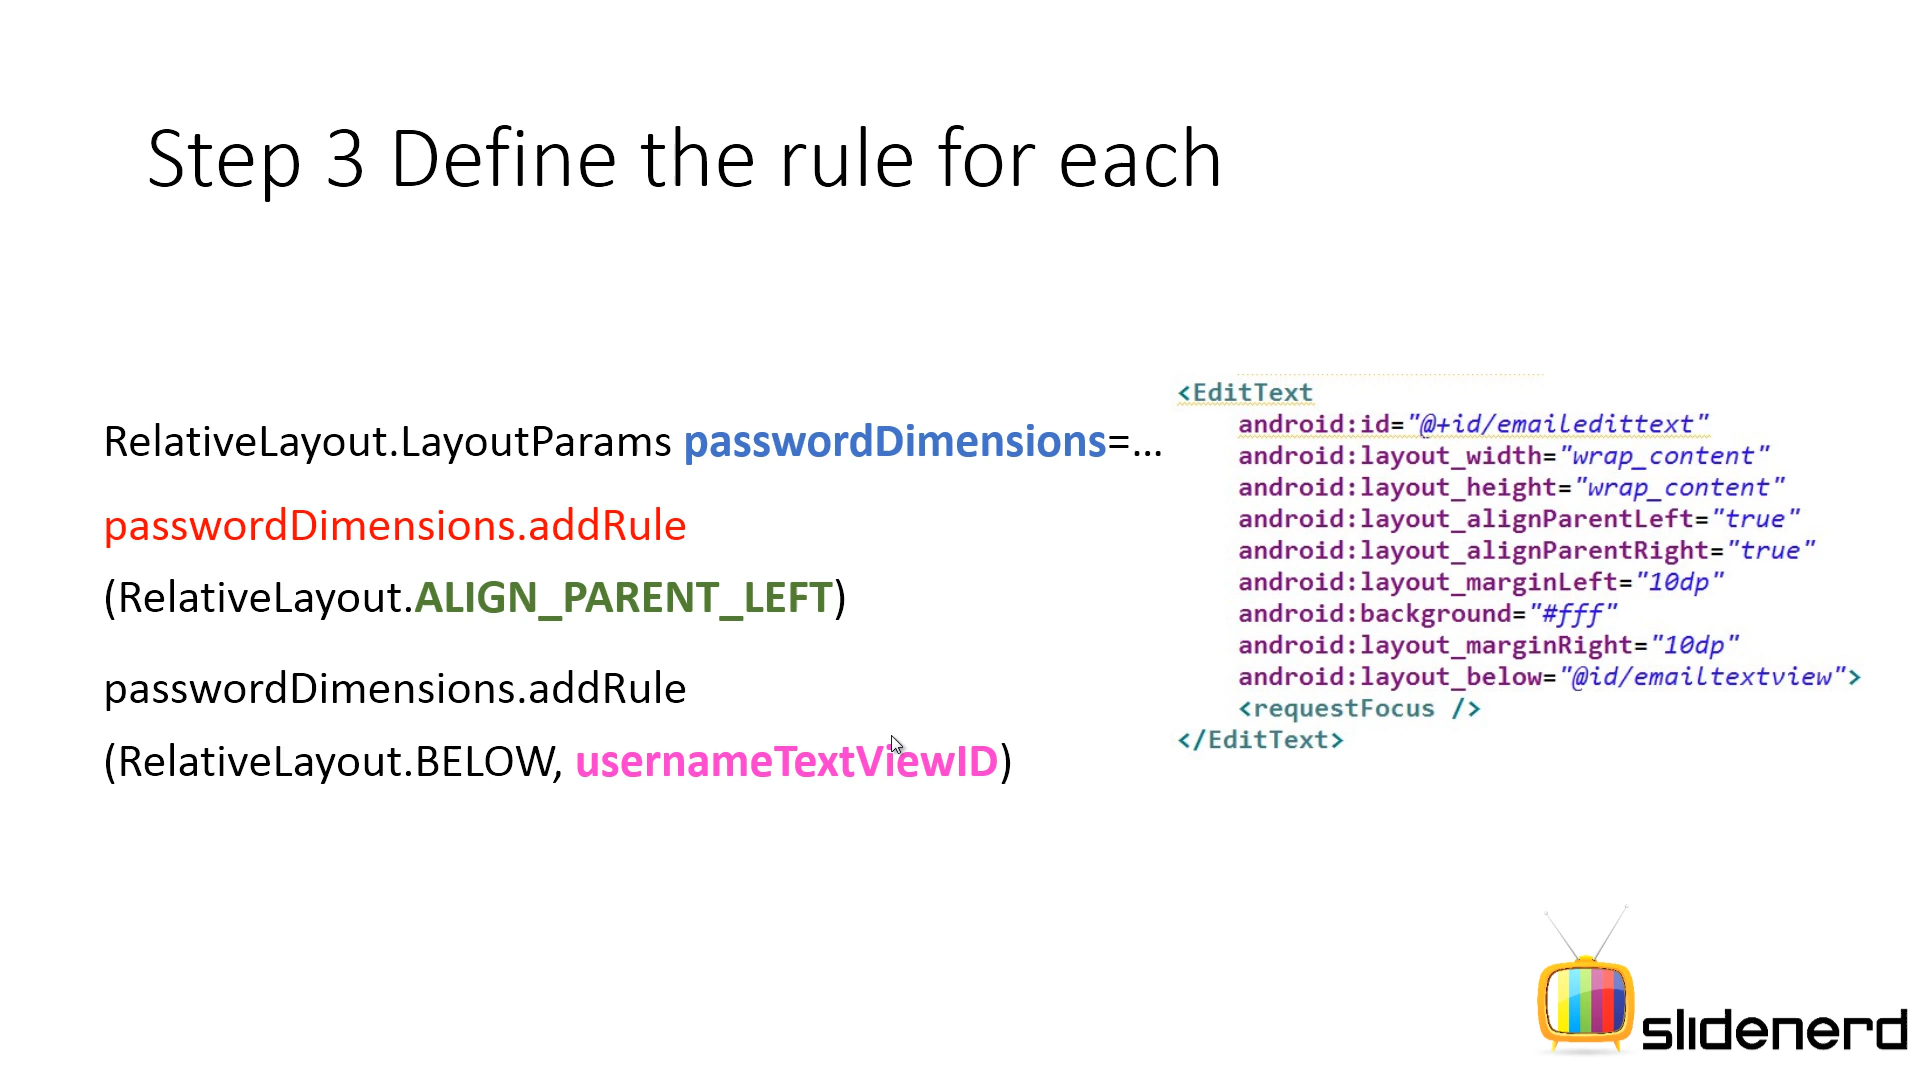 Step 3 Define the rule for each
RelativeLayout.LayoutParams passwordDimensions=...
passwordDimensions.addRule
(RelativeLayout.ALIGN_PARENT_LEFT)
passwordDimensions.addRule
(RelativeLayout.BELOW, usernameTextViewID)
<EditText
android:id="@+id/emailedittext"
android:layout_width="wrap_content"
android:layout_height="wrap_content"
android:layout_alignParentLeft="true"
android:layout_alignParentRight="true"
android:layout_marginLeft="10dp"
android:background="#fff"
android:layout_marginRight="10dp"
android:layout_below="@id/emailtextview">
<requestFocus />
</EditText>
slidenerd